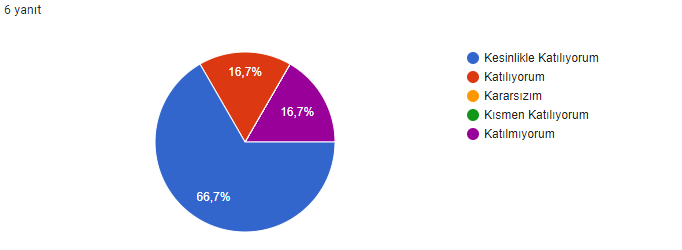 6 yanıt
16,7%
16,7%
66,7%
Kesinlikle Katılıyorum
Katılıyorum
Kararsızım
Kısmen Katılıyorum
Katılmıyorum